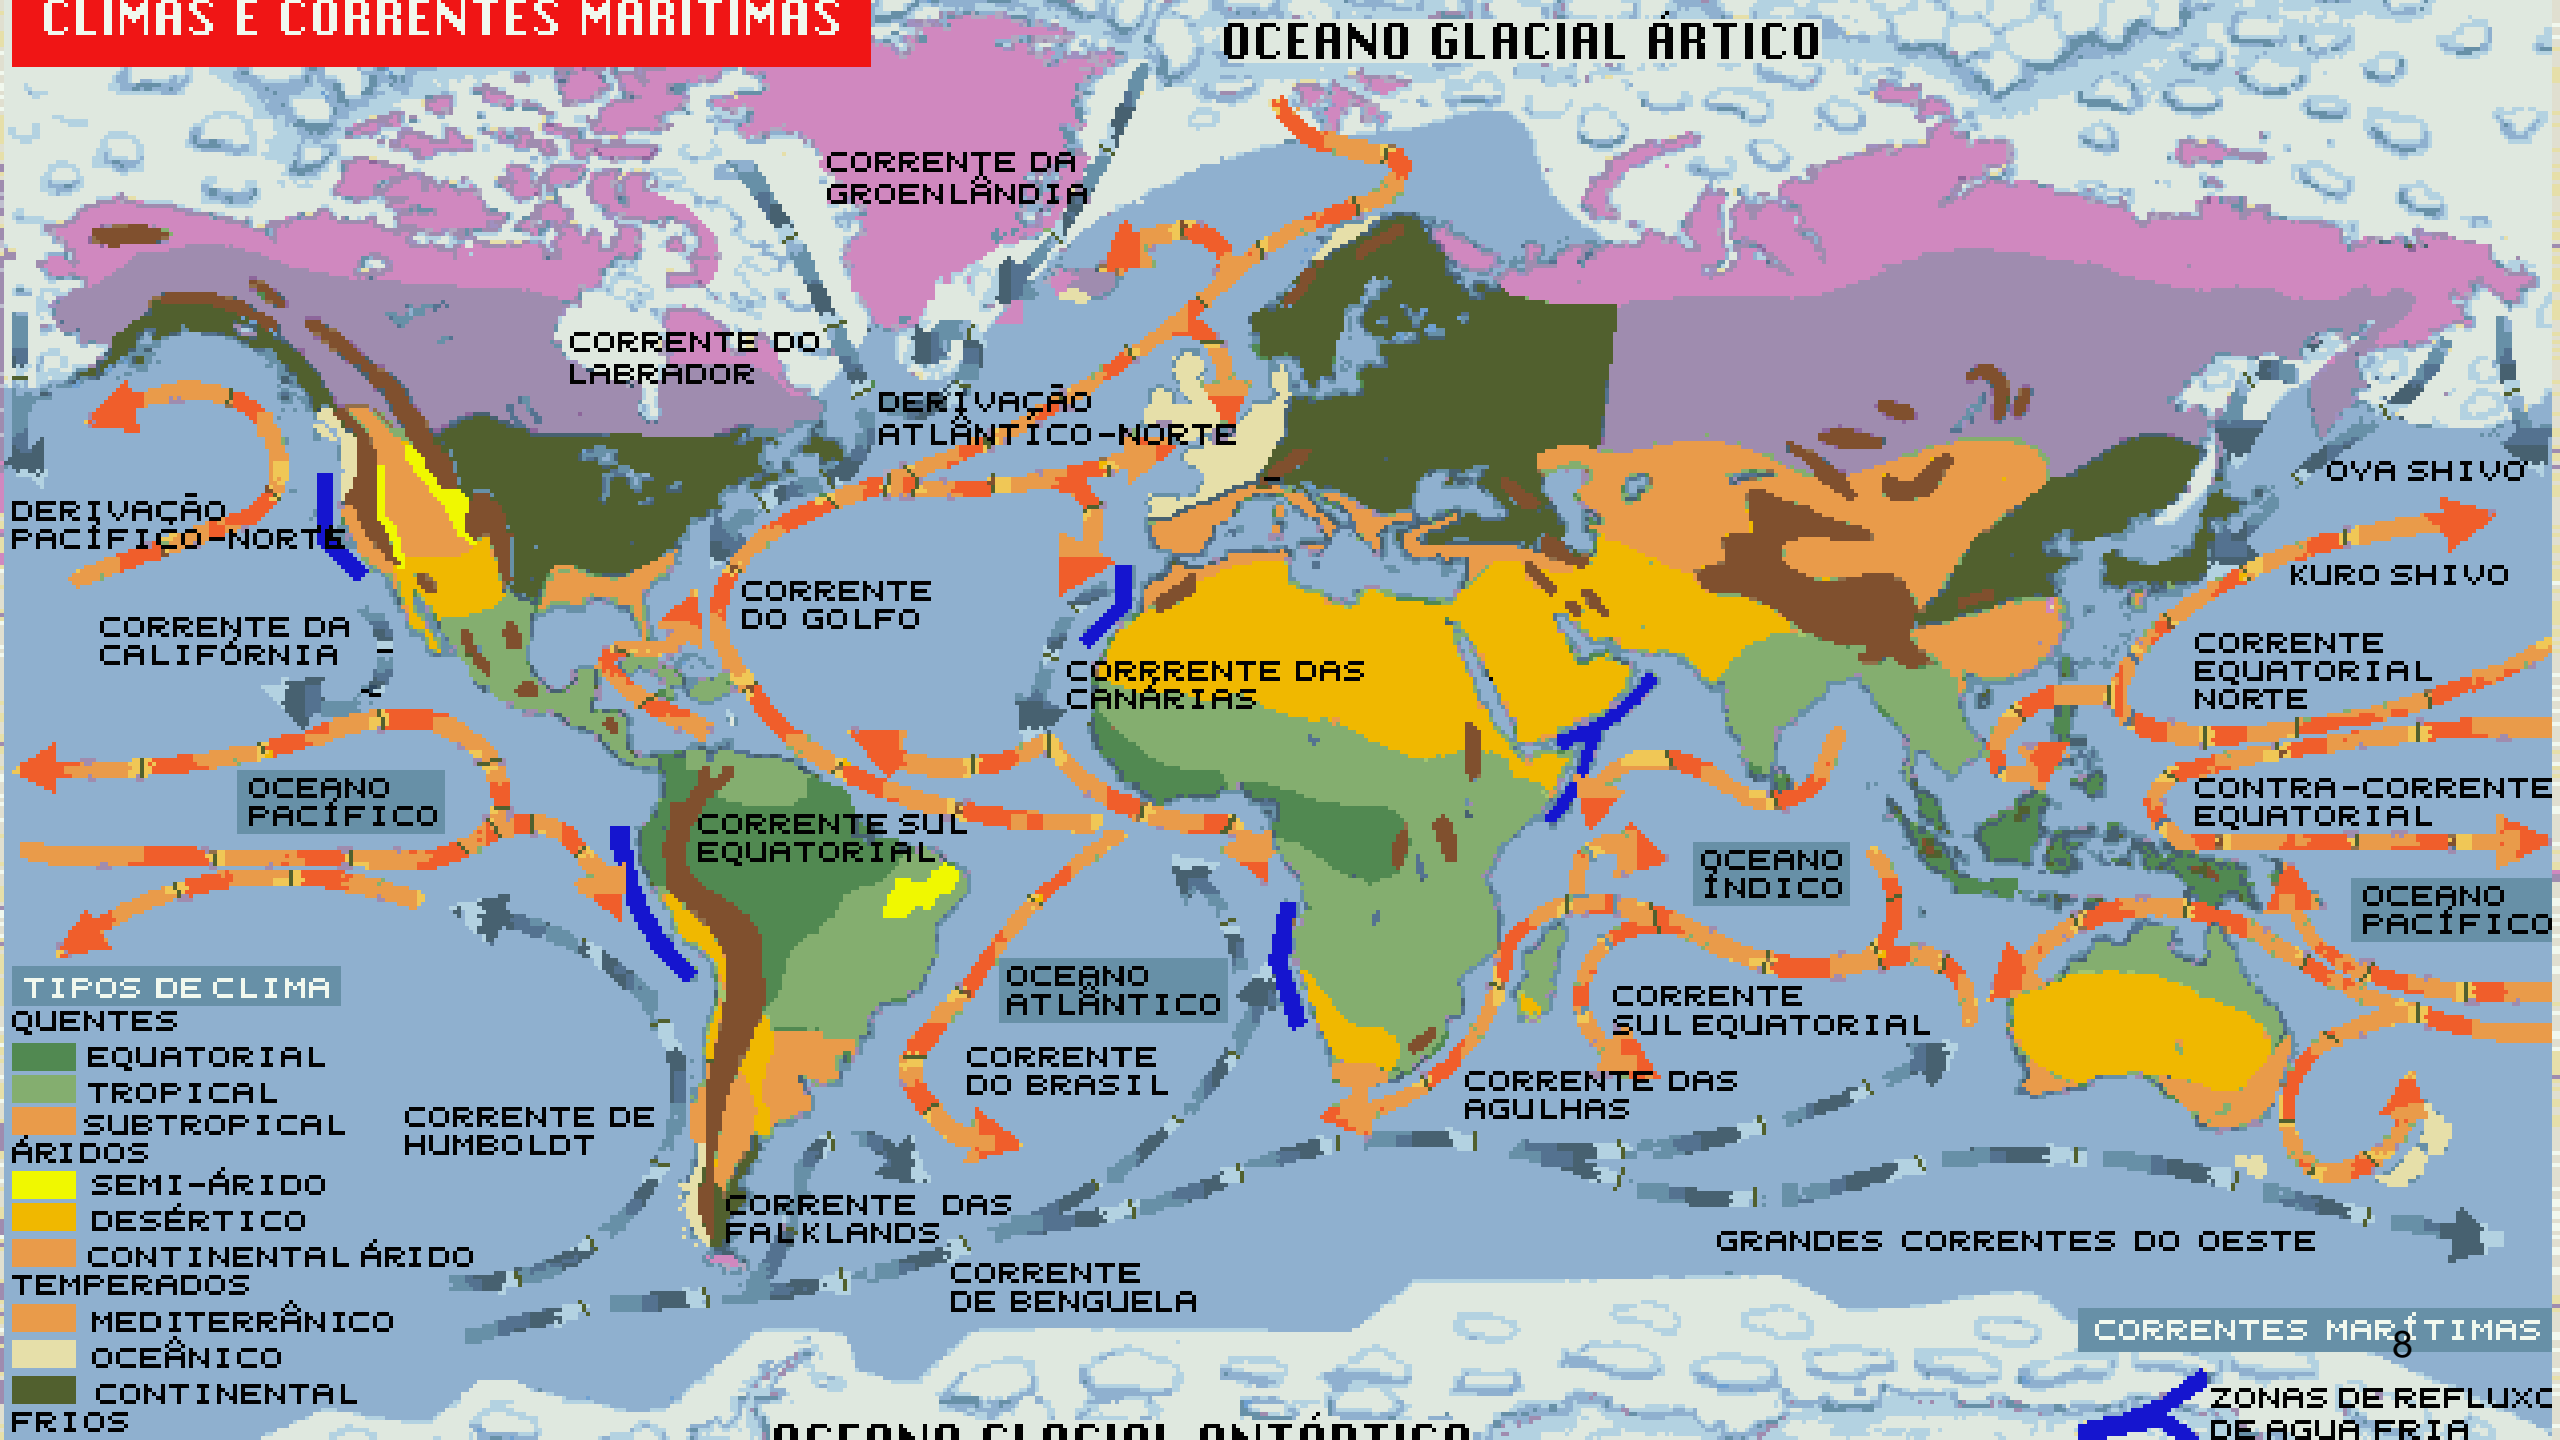 CLIMAS E CORRENTES MARÍTIMAS
OCEANO GLACIAL ÁRTICO
CORRENTE DA
GROENLÂNDIA
CORRENTE DO
LABRADOR
DERIVAÇÃO
ATLÂNTICO-NORTE
OYA SHIVO
DERIVAÇÃO
PACÍFICO-NORTE
KURO SHIVO
CORRENTE
DO GOLFO
CORRENTE DA
CALIFÓRNIA
CORRRENTE DAS
CANÁRIAS
CORRENTE
EQUATORIAL
NORTE
OCEANO
PACÍFICO
CONTRA-CORRENTE
EQUATORIAL
CORRENTE SUL
EQUATORIAL
OCEANO
ÍNDICO
OCEANO
PACÍFICO
OCEANO
ATLÂNTICO
CORRENTE
SUL EQUATORIAL
CORRENTE
DO BRASIL
CORRENTE DAS
AGULHAS
CORRENTE DE
HUMBOLDT
CORRENTE DAS
FALKLANDS
GRANDES CORRENTES DO OESTE
CORRENTE
DE BENGUELA
TIPOS DE CLIMA
QUENTES
EQUATORIAL
TROPICAL
SUBTROPICAL
ÁRIDOS
SEMI-ÁRIDO
DESÉRTICO
CONTINENTAL ÁRIDO
TEMPERADOS
MEDITERRÂNICO
OCEÂNICO
CONTINENTAL
FRIOS
OCEANO GLACIAL ANTÁRTICO
CORRENTES MARÍTIMAS
8
ZONAS DE REFLUXO
DE AGUA FRIA